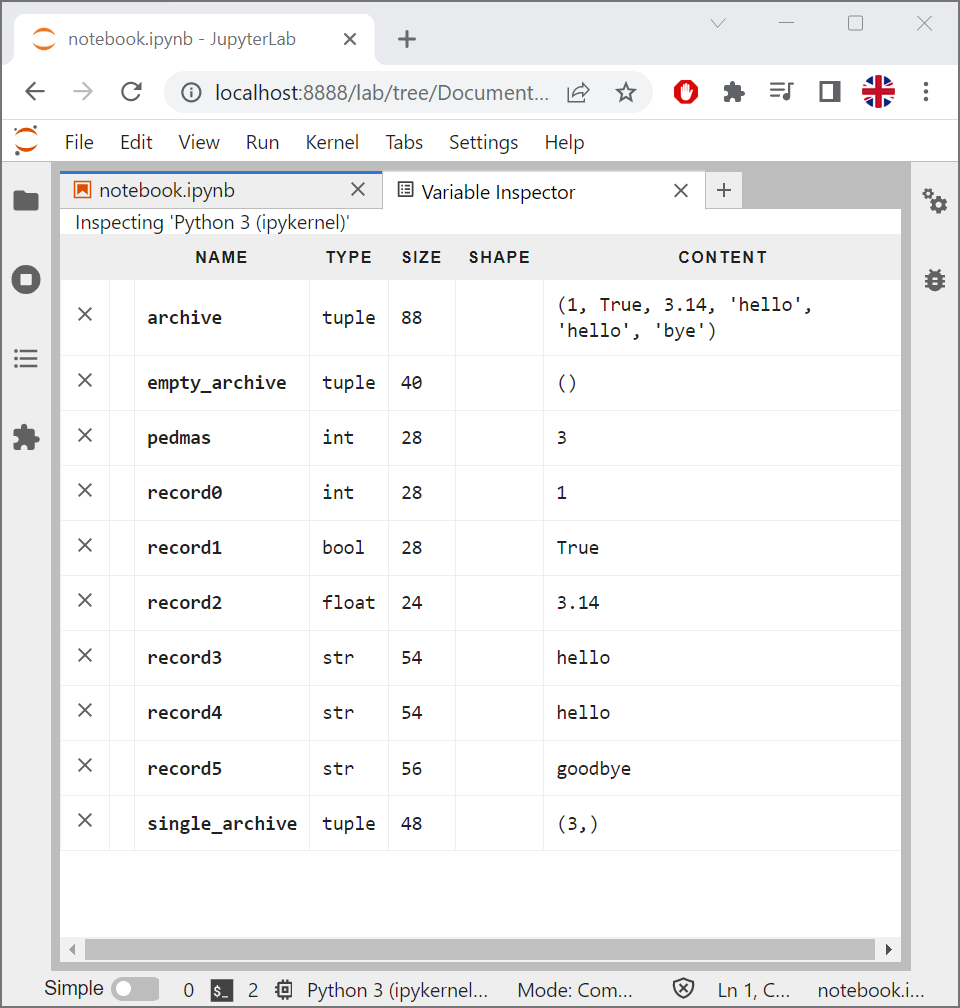 notebook.ipynb - JupyterLab
localhost:8888/lab/tree/Document...
File Edit View Run Kernel Tabs Settings Help
notebook.ipynb Variable Inspector
Inspecting 'Python 3 (ipykernel)'
NAME TYPE SIZE SHAPE CONTENT
archive tuple 88 (1, True, 3.14, 'hello',
'hello', 'bye')
empty_archive tuple 40 ()
pedmas int 28 3
record0 int 28 1
record1 bool 28 True
record2 float 24 3.14
record3 str 54 hello
record4 str 54 hello
record5 str 56 goodbye
single_archive tuple 48 (3,)
Simple 0 $_ 2 Python 3 (ipykernel... Mode: Com... Ln 1, C... notebook.i...